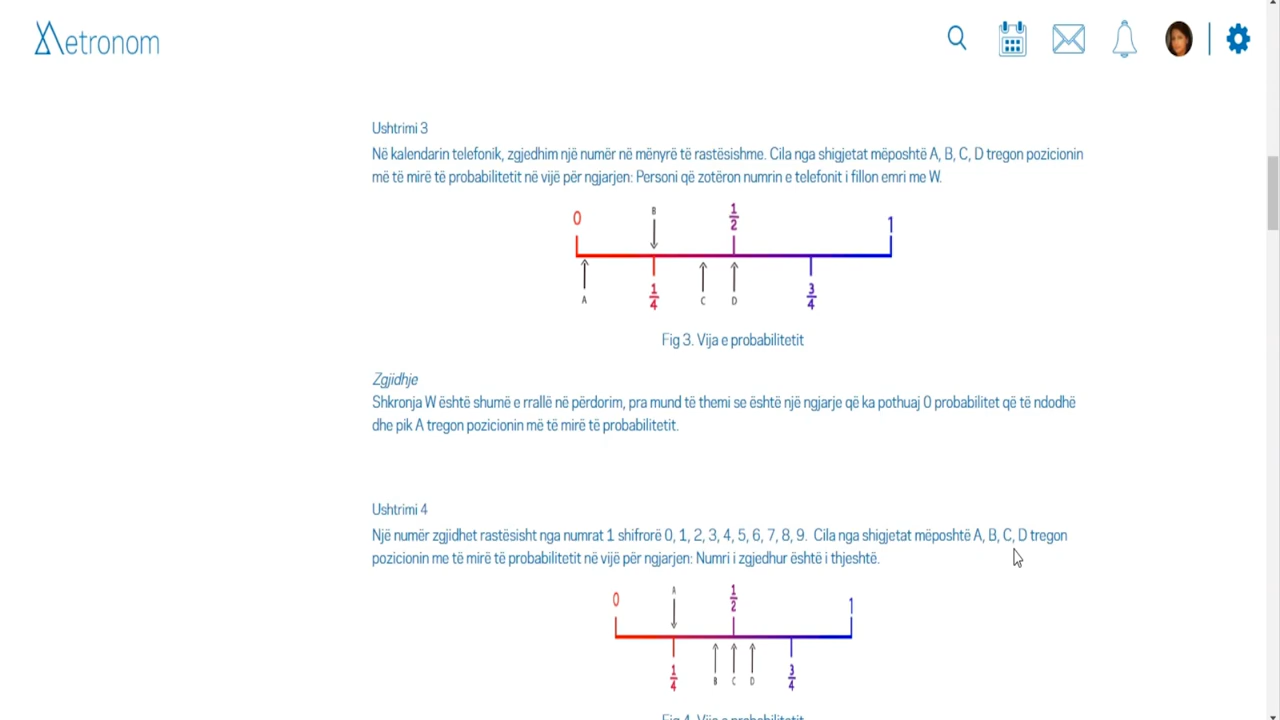 Metronom
Ushtrimi 3
Në kalendarin telefonik, zgjedhim një numër në mënyrë të rastësishme. Cila nga shigjetat mëposhtë A, B, C, D tregon pozicionin
më të mirë të probabilitetit në vijë për ngjarjen: Personi që zotëron numrin e telefonit i fillon emri me W.
0 B 1/2 1
A 1/4 C D 3/4
Fig 3. Vija e probabilitetit
Zgjidhje
Shkronja W është shumë e rrallë në përdorim, pra mund të themi se është një ngjarje që ka pothuaj 0 probabilitet që të ndodhë
dhe pik A tregon pozicionin më të mirë të probabilitetit.
Ushtrimi 4
Një numër zgjidhet rastësisht nga numrat 1 shifrorë 0, 1, 2, 3, 4, 5, 6, 7, 8, 9. Cila nga shigjetat mëposhtë A, B, C, D tregon
pozicionin me të mirë të probabilitetit në vijë për ngjarjen: Numri i zgjedhur është i thjeshtë.
0 A 1/2 1
1/4 B C D 3/4
Fig 4. Vija e probabilitetit